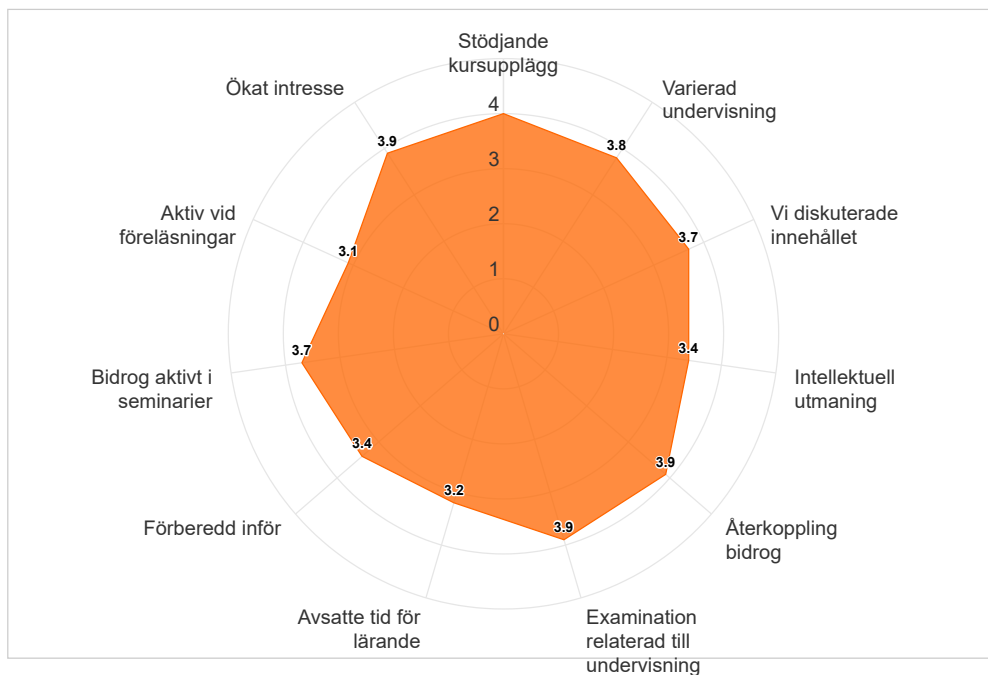 Stödjande
kursupplägg
Ökat intresse
Varierad
undervisning
4
3.9
3.8
3
Aktiv vid
föreläsningar
Vi diskuterade
innehållet
2
3.7
3.1
1
0
3.7
3.4
Bidrog aktivt i
seminarier
Intellektuell
utmaning
3.4
3.9
3.2
Förberedd inför
Återkoppling
bidrog
3.9
Avsatte tid för
lärande
Examination
relaterad till
undervisning